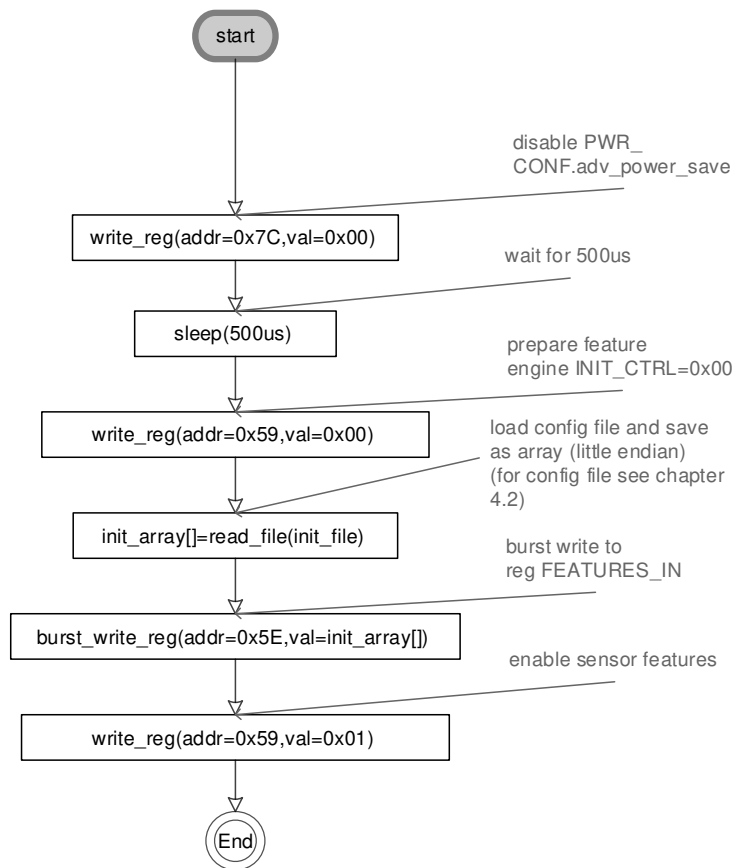 start
disable PWR_
CONF.adv_power_save
write_reg(addr=0x7C,val=0x00)
wait for 500us
sleep(500us)
prepare feature
engine INIT_CTRL=0x00
write_reg(addr=0x59,val=0x00)
load config file and save
as array (little endian)
(for config file see chapter
4.2)
init_array[]=read_file(init_file)
burst write to
reg FEATURES_IN
burst_write_reg(addr=0x5E,val=init_array[])
enable sensor features
write_reg(addr=0x59,val=0x01)
End